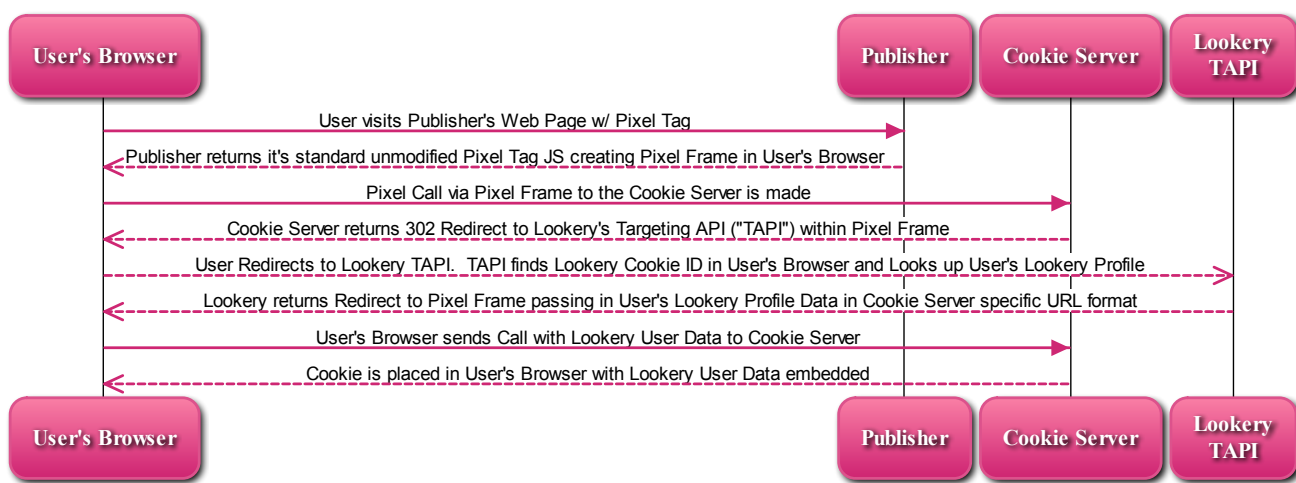 User's Browser
Publisher
Cookie Server
Lookery
TAPI
User visits Publisher's Web Page w/ Pixel Tag
Publisher returns it's standard unmodified Pixel Tag JS creating Pixel Frame in User's Browser
Pixel Call via Pixel Frame to the Cookie Server is made
Cookie Server returns 302 Redirect to Lookery's Targeting API ("TAPI") within Pixel Frame
User Redirects to Lookery TAPI.  TAPI finds Lookery Cookie ID in User's Browser and Looks up User's Lookery Profile
Lookery returns Redirect to Pixel Frame passing in User's Lookery Profile Data in Cookie Server specific URL format
User's Browser sends Call with Lookery User Data to Cookie Server
Cookie is placed in User's Browser with Lookery User Data embedded
User's Browser
Publisher
Cookie Server
Lookery
TAPI